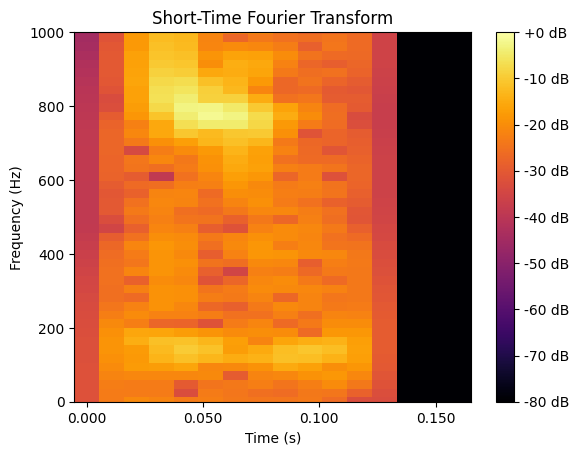 Short-Time Fourier Transform
1000
800
600
400
200
0
Frequency (Hz)
0.000
0.050
0.100
0.150
Time (s)
+0 dB
-10 dB
-20 dB
-30 dB
-40 dB
-50 dB
-60 dB
-70 dB
-80 dB